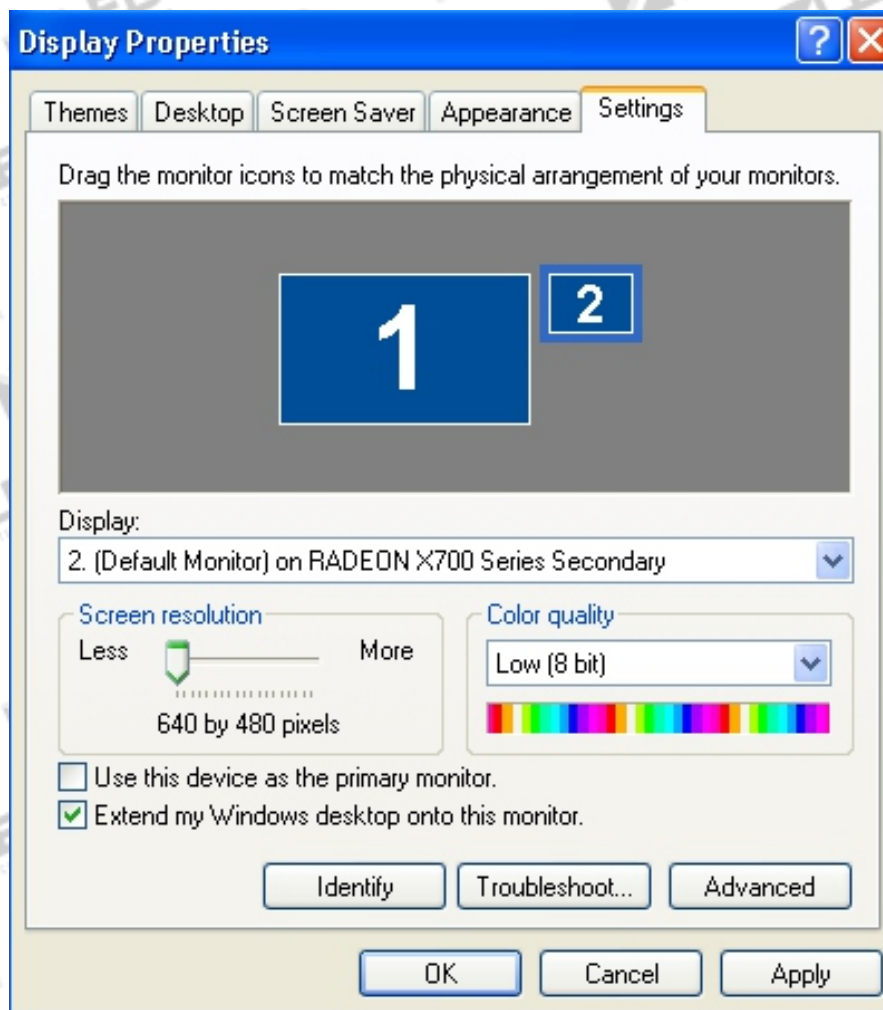 Display Properties
Themes Desktop Screen Saver Appearance Settings
Drag the monitor icons to match the physical arrangement of your monitors.
1 2
Display:
2. (Default Monitor) on RADEON X700 Series Secondary
Screen resolution
Less More
640 by 480 pixels
Color quality
Low (8 bit)
Use this device as the primary monitor.
Extend my Windows desktop onto this monitor.
Identify Troubleshoot... Advanced
OK Cancel Apply